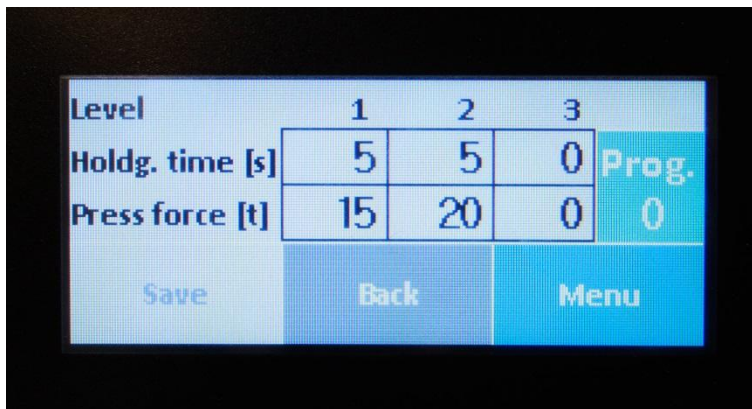 Level 1 2 3
Holdg. time [s] 5 5 0 Prog.
Press force [t] 15 20 0 0
Save Back Menu